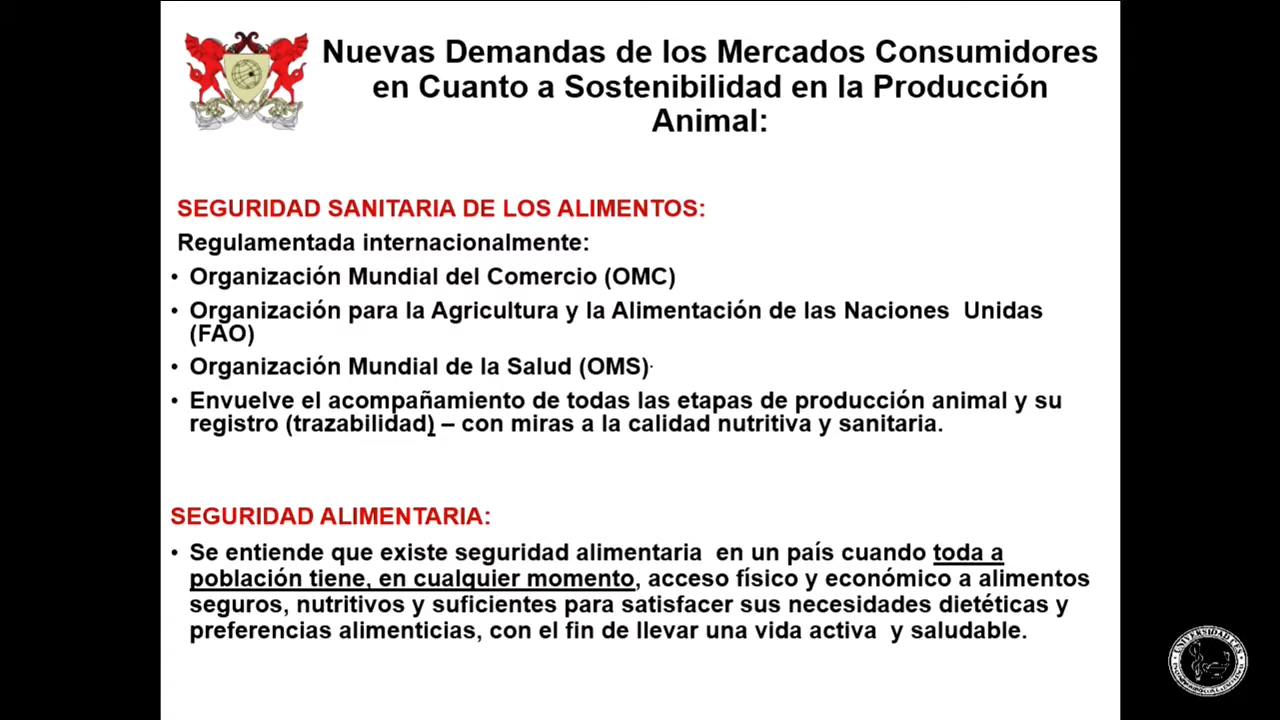 Nuevas Demandas de los Mercados Consumidores
en Cuanto a Sostenibilidad en la Producción
Animal:
SEGURIDAD SANITARIA DE LOS ALIMENTOS:
Regulamentada internacionalmente:
• Organización Mundial del Comercio (OMC)
• Organización para la Agricultura y la Alimentación de las Naciones Unidas
(FAO)
• Organización Mundial de la Salud (OMS).
• Envuelve el acompañamiento de todas las etapas de producción animal y su
registro (trazabilidad) – con miras a la calidad nutritiva y sanitaria.
SEGURIDAD ALIMENTARIA:
• Se entiende que existe seguridad alimentaria en un país cuando toda a
población tiene, en cualquier momento, acceso físico y económico a alimentos
seguros, nutritivos y suficientes para satisfacer sus necesidades dietéticas y
preferencias alimenticias, con el fin de llevar una vida activa y saludable.
UNIVERSIDAD CES